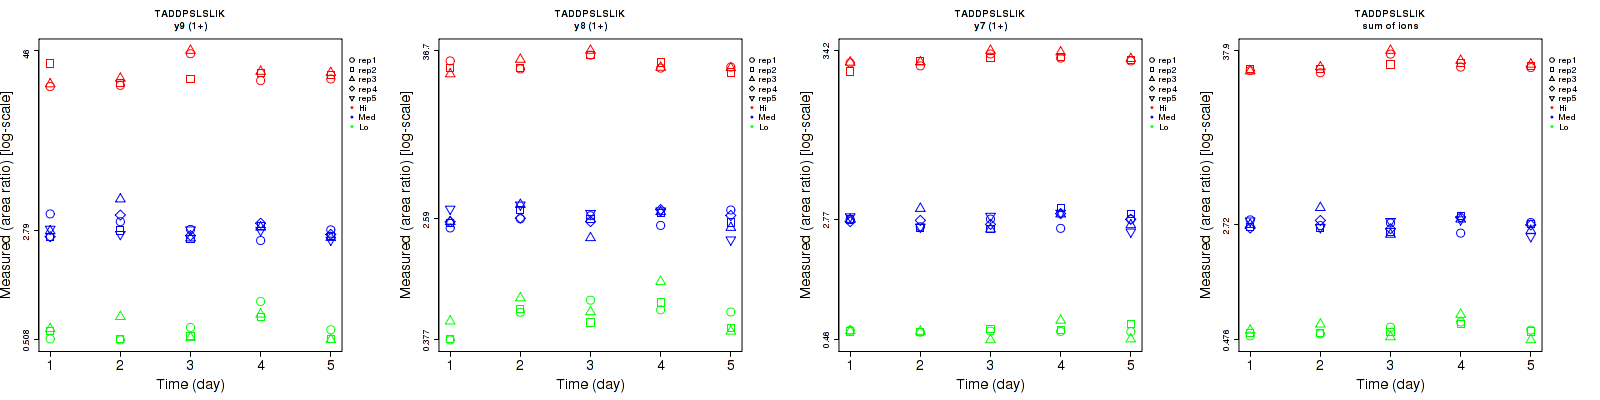 TADDPSLSLIK
y9 (1+)
Measured (area ratio) [log-scale]
46
2.79
0.508
1 2 3 4 5
Time (day)
rep1
rep2
rep3
rep4
rep5
Hi
Med
Lo
TADDPSLSLIK
y8 (1+)
Measured (area ratio) [log-scale]
36.7
2.59
0.377
1 2 3 4 5
Time (day)
rep1
rep2
rep3
rep4
rep5
Hi
Med
Lo
TADDPSLSLIK
y7 (1+)
Measured (area ratio) [log-scale]
34.2
2.77
0.46
1 2 3 4 5
Time (day)
rep1
rep2
rep3
rep4
rep5
Hi
Med
Lo
TADDPSLSLIK
sum of ions
Measured (area ratio) [log-scale]
37.9
2.72
0.476
1 2 3 4 5
Time (day)
rep1
rep2
rep3
rep4
rep5
Hi
Med
Lo